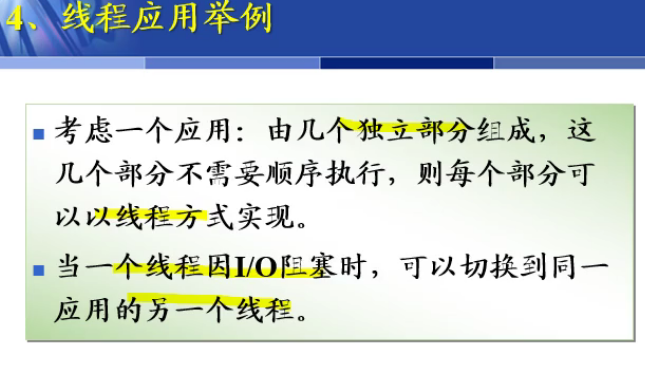 4、线程应用举例
考虑一个应用：由几个独立部分组成，这
几个部分不需要顺序执行，则每个部分可
以以线程方式实现。
当一个线程因I/O阻塞时，可以切换到同一
应用的另一个线程。